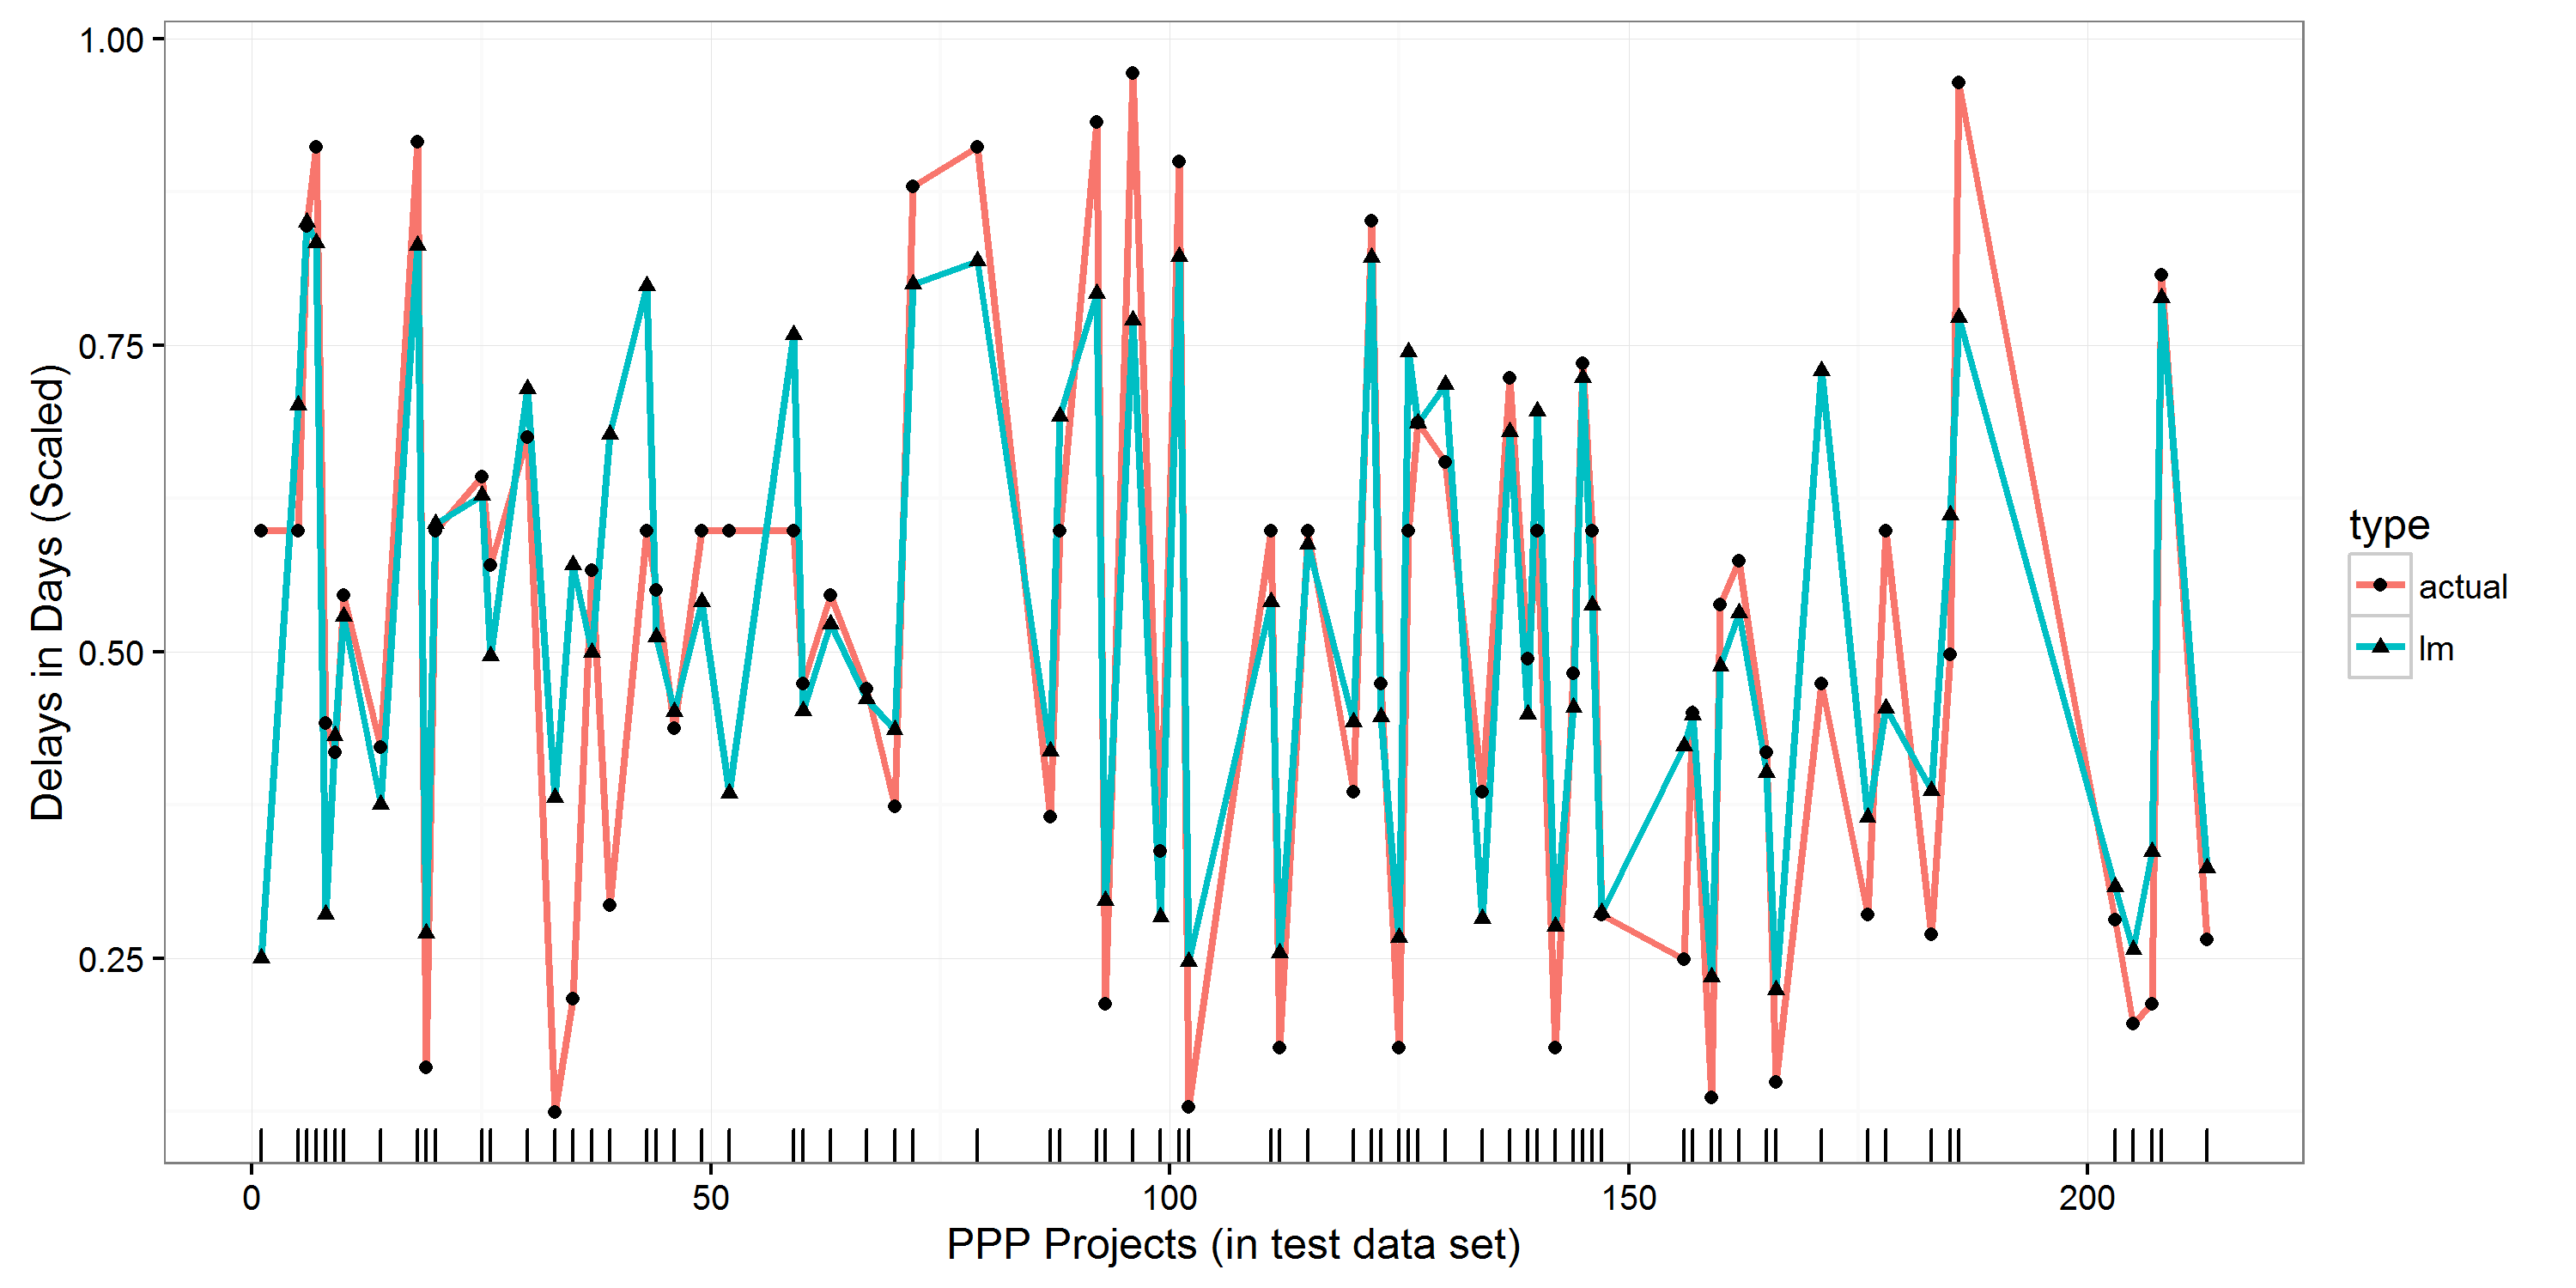 1.00
0.75
0.50
0.25
Delays in Days (Scaled)
0 50 100 150 200
PPP Projects (in test data set)
type
actual
lm